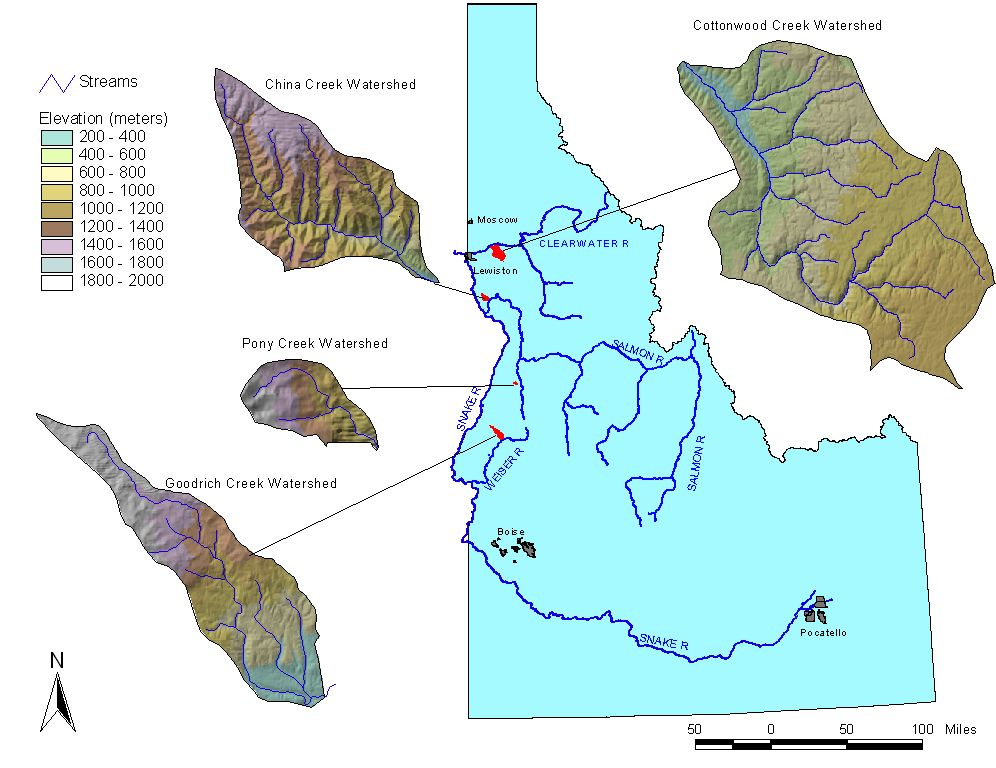 Cottonwood Creek Watershed
Streams
China Creek Watershed
Elevation (meters)
200 - 400
400 - 600
600 - 800
800 - 1000
1000 - 1200
1200 - 1400
1400 - 1600
1600 - 1800
1800 - 2000
Moscow
CLEARWATER R
Lewiston
Pony Creek Watershed
SALMON R
SNAKE R
SALMON R
WEISER R
Goodrich Creek Watershed
Boise
Pocatello
SNAKE R
N
50 0 50 100 Miles